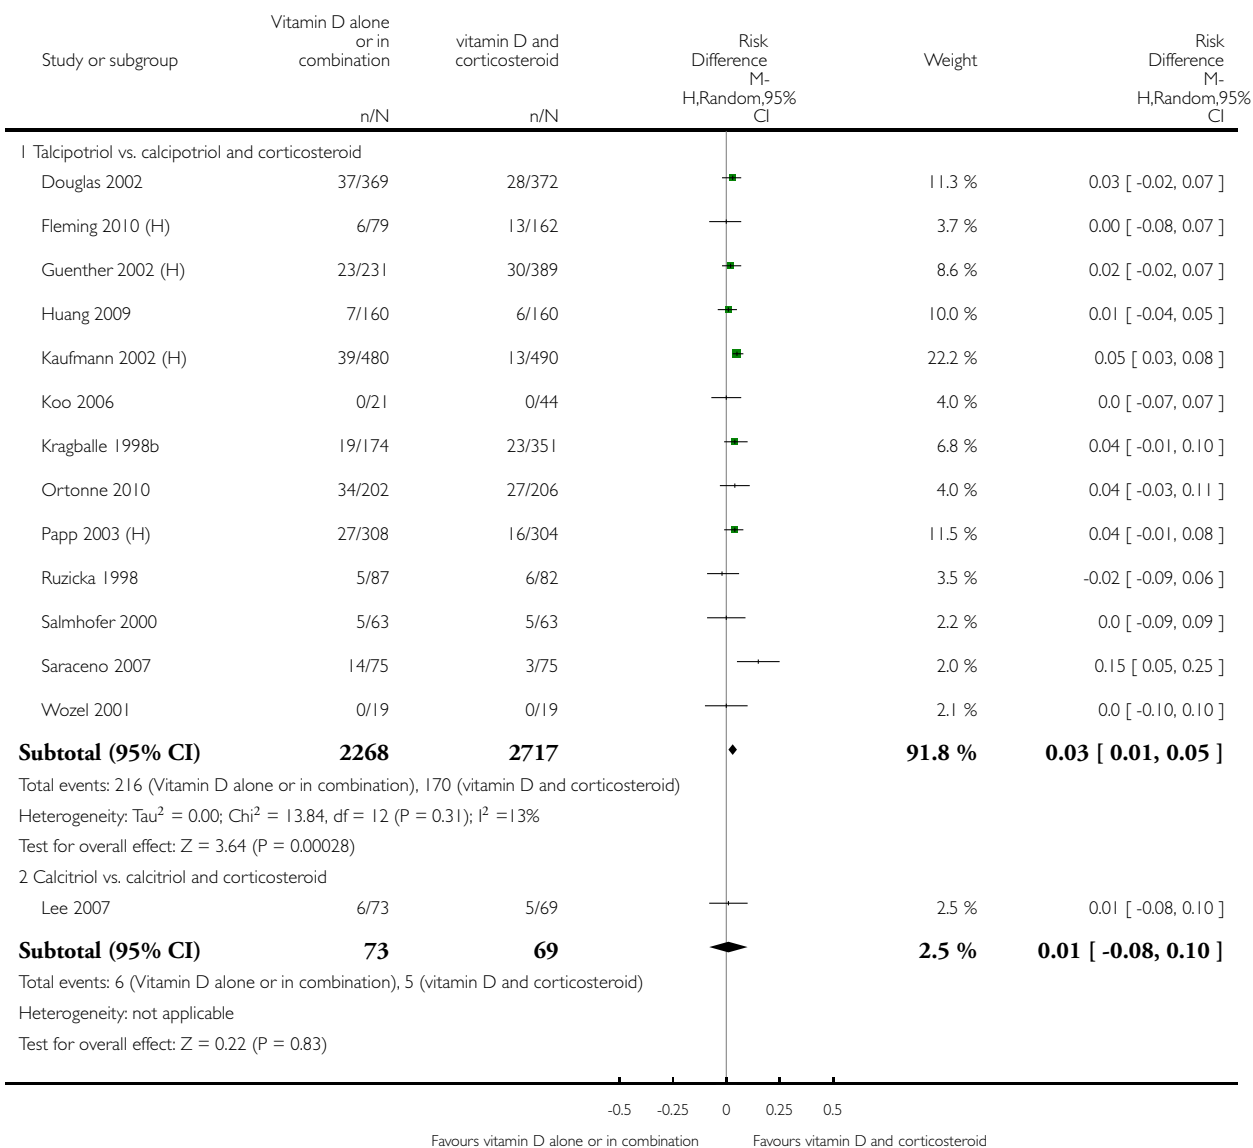 Study or subgroup
Vitamin D alone
or in
combination
vitamin D and
corticosteroid
Risk
Difference
Weight
Risk
Difference
n/N
n/N
M-
H,Random,95%
CI
M-
H,Random,95%
CI
1 Talcipotriol vs. calcipotriol and corticosteroid
Douglas 2002 37/369 28/372 11.3 % 0.03 [ -0.02, 0.07 ]
Fleming 2010 (H) 6/79 13/162 3.7 % 0.00 [ -0.08, 0.07 ]
Guenther 2002 (H) 23/231 30/389 8.6 % 0.02 [ -0.02, 0.07 ]
Huang 2009 7/160 6/160 10.0 % 0.01 [ -0.04, 0.05 ]
Kaufmann 2002 (H) 39/480 13/490 22.2 % 0.05 [ 0.03, 0.08 ]
Koo 2006 0/21 0/44 4.0 % 0.0 [ -0.07, 0.07 ]
Kragballe 1998b 19/174 23/351 6.8 % 0.04 [ -0.01, 0.10 ]
Ortonne 2010 34/202 27/206 4.0 % 0.04 [ -0.03, 0.11 ]
Papp 2003 (H) 27/308 16/304 11.5 % 0.04 [ -0.01, 0.08 ]
Ruzicka 1998 5/87 6/82 3.5 % -0.02 [ -0.09, 0.06 ]
Salmhofer 2000 5/63 5/63 2.2 % 0.0 [ -0.09, 0.09 ]
Saraceno 2007 14/75 3/75 2.0 % 0.15 [ 0.05, 0.25 ]
Wozel 2001 0/19 0/19 2.1 % 0.0 [ -0.10, 0.10 ]
Subtotal (95% CI) 2268 2717 91.8 % 0.03 [ 0.01, 0.05 ]
Total events: 216 (Vitamin D alone or in combination), 170 (vitamin D and corticosteroid)
Heterogeneity: Tau² = 0.00; Chi² = 13.84, df = 12 (P = 0.31); I² =13%
Test for overall effect: Z = 3.64 (P = 0.00028)
2 Calcitriol vs. calcitriol and corticosteroid
Lee 2007 6/73 5/69 2.5 % 0.01 [ -0.08, 0.10 ]
Subtotal (95% CI) 73 69 2.5 % 0.01 [ -0.08, 0.10 ]
Total events: 6 (Vitamin D alone or in combination), 5 (vitamin D and corticosteroid)
Heterogeneity: not applicable
Test for overall effect: Z = 0.22 (P = 0.83)
-0.5 -0.25 0 0.25 0.5
Favours vitamin D alone or in combination Favours vitamin D and corticosteroid